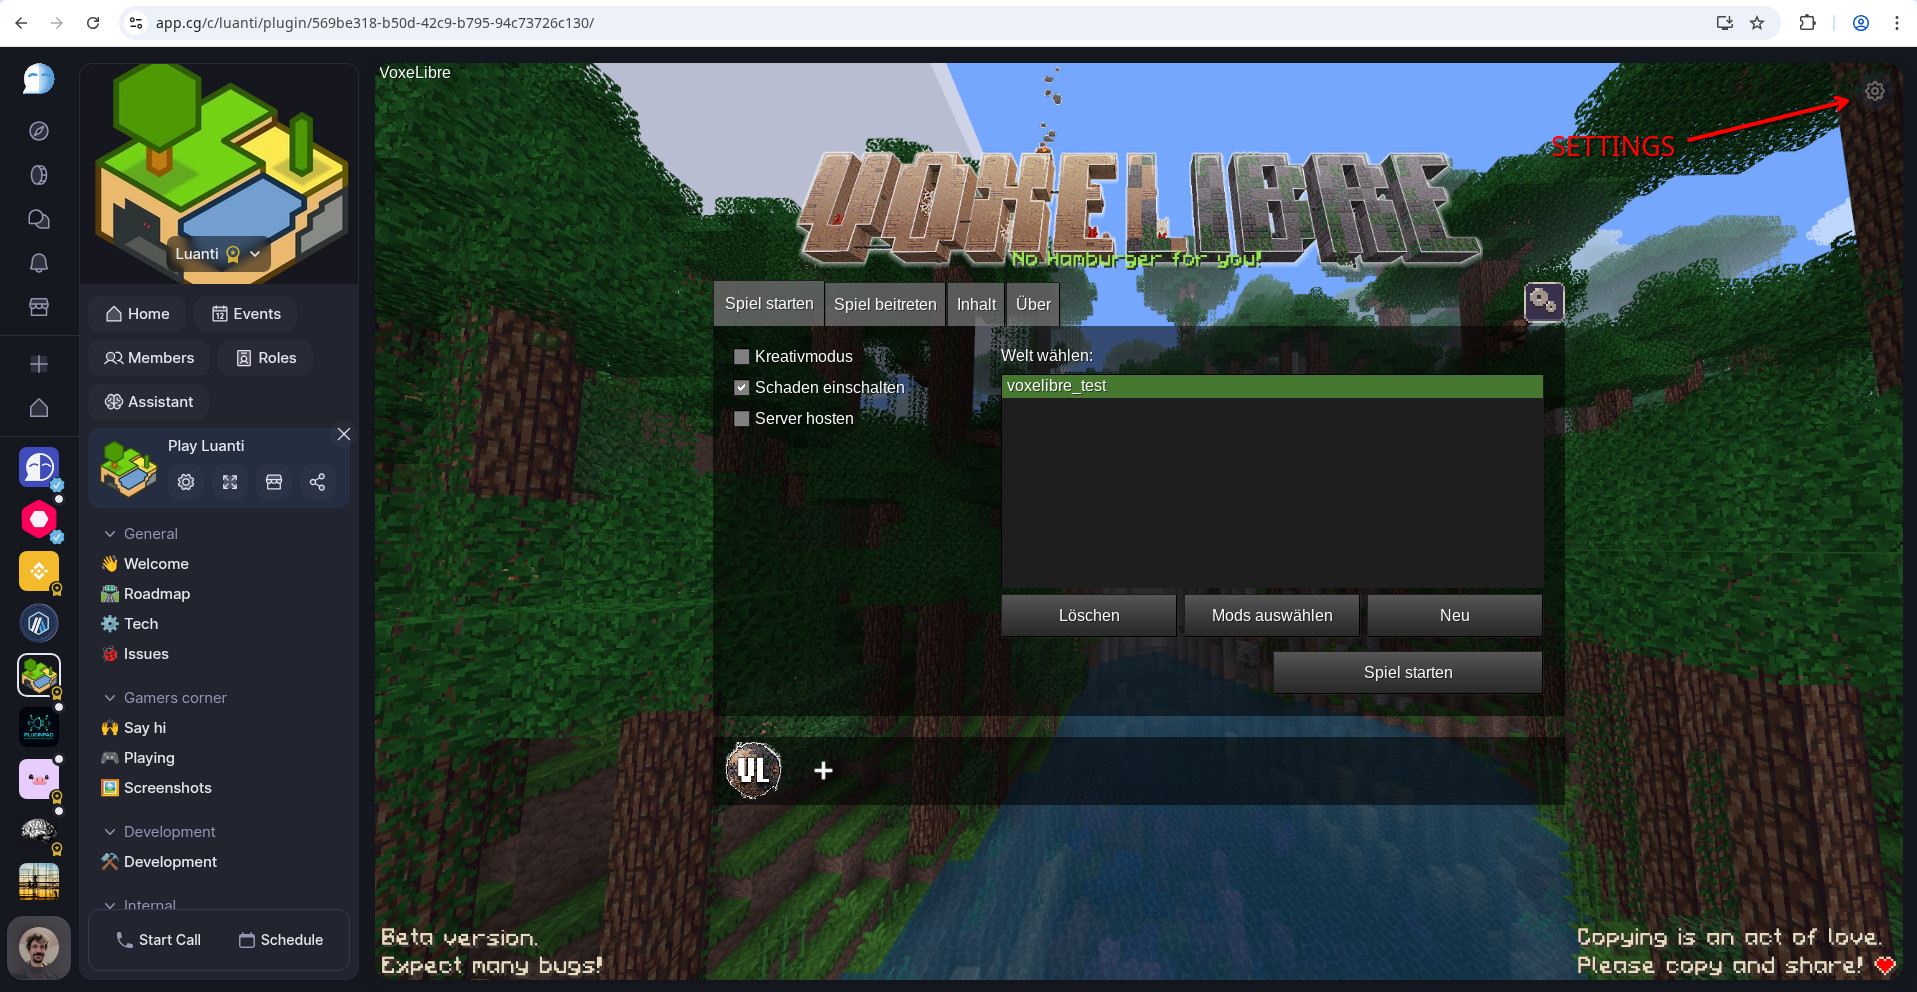 app.cg/c/luanti/plugin/569be318-b50d-42c9-b795-94c73726c130/
VoxeLibre
SETTINGS
VOXELIBRE
No Hamburger for you!
Luanti
Home
Events
Members
Roles
Assistant
Play Luanti
General
Welcome
Roadmap
Tech
Issues
Gamers corner
Say hi
Playing
Screenshots
Development
Development
Internal
Start Call
Schedule
PLUGINPAD
Spiel starten
Spiel beitreten
Inhalt
Über
Kreativmodus
Schaden einschalten
Server hosten
Welt wählen:
voxelibre_test
Löschen
Mods auswählen
Neu
Spiel starten
VL
+
Beta version.
Expect many bugs!
Copying is an act of love.
Please copy and share! ❤